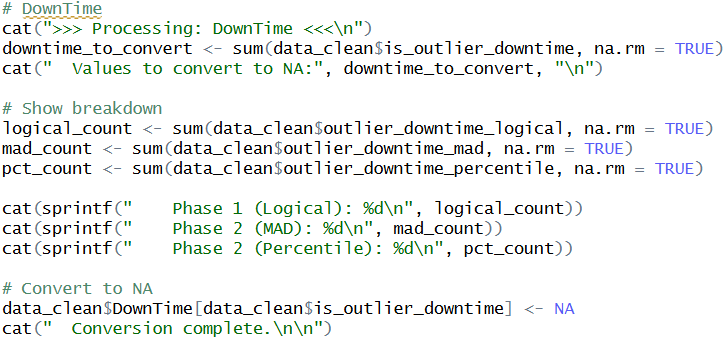 # DownTime
cat(">>> Processing: DownTime <<<\n")
downtime_to_convert <- sum(data_clean$is_outlier_downtime, na.rm = TRUE)
cat("  Values to convert to NA:", downtime_to_convert, "\n")

# Show breakdown
logical_count <- sum(data_clean$outlier_downtime_logical, na.rm = TRUE)
mad_count <- sum(data_clean$outlier_downtime_mad, na.rm = TRUE)
pct_count <- sum(data_clean$outlier_downtime_percentile, na.rm = TRUE)

cat(sprintf("    Phase 1 (Logical): %d\n", logical_count))
cat(sprintf("    Phase 2 (MAD): %d\n", mad_count))
cat(sprintf("    Phase 2 (Percentile): %d\n", pct_count))

# Convert to NA
data_clean$DownTime[data_clean$is_outlier_downtime] <- NA
cat("  Conversion complete.\n\n")